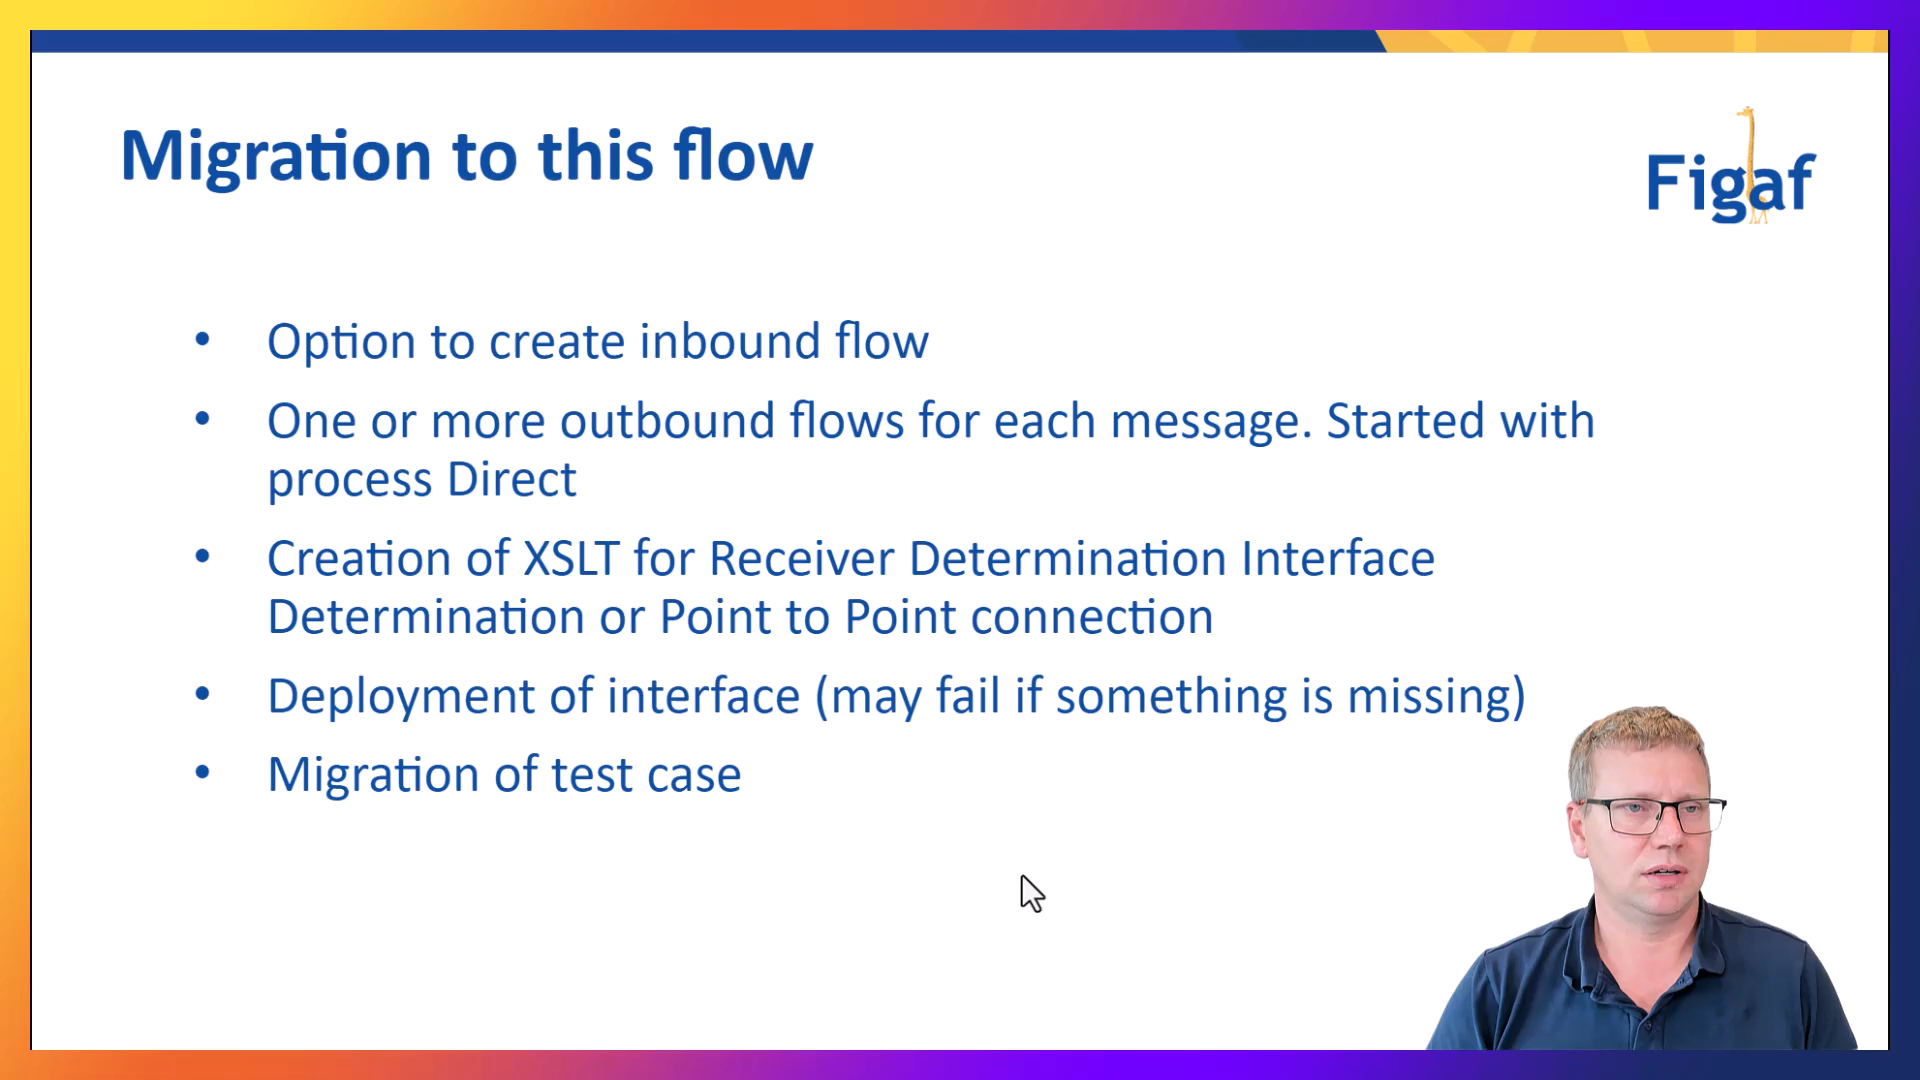 Migration to this flow
Figaf
• Option to create inbound flow
• One or more outbound flows for each message. Started with
process Direct
• Creation of XSLT for Receiver Determination Interface
Determination or Point to Point connection
• Deployment of interface (may fail if something is missing)
• Migration of test case